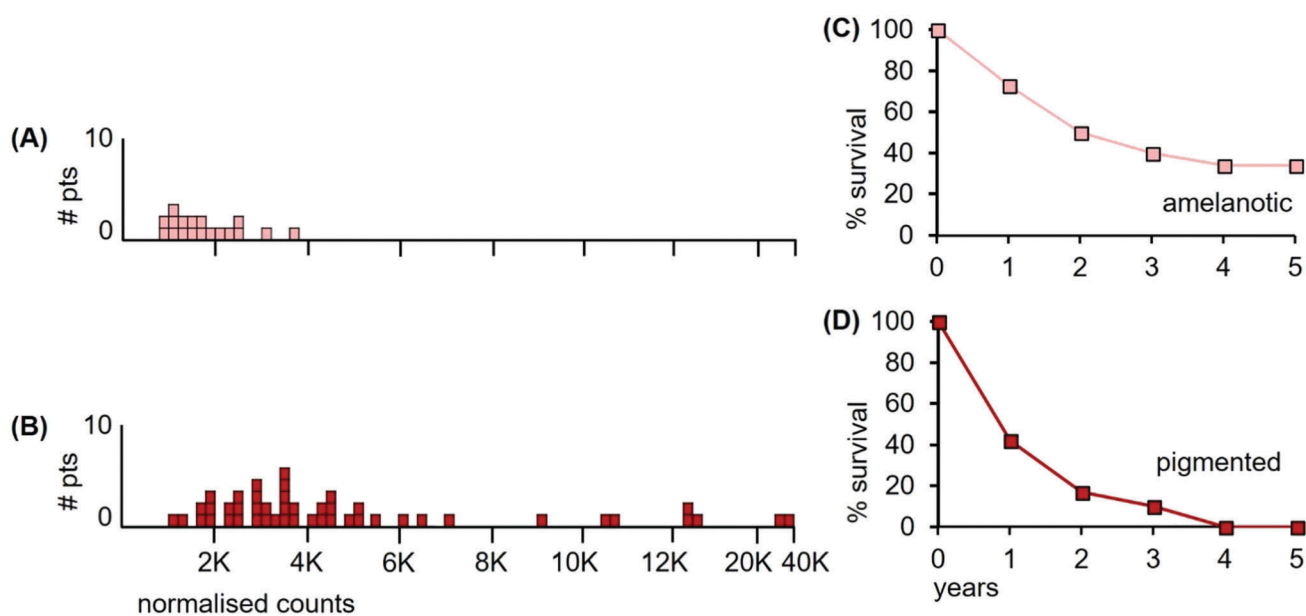 (A)
10
# pts
0
(B)
10
# pts
0
2K 4K 6K 8K 10K 12K 20K 40K
normalised counts
(C)
100
80
60
40
20
0
% survival
amelanotic
0 1 2 3 4 5
(D)
100
80
60
40
20
0
% survival
pigmented
0 1 2 3 4 5
years